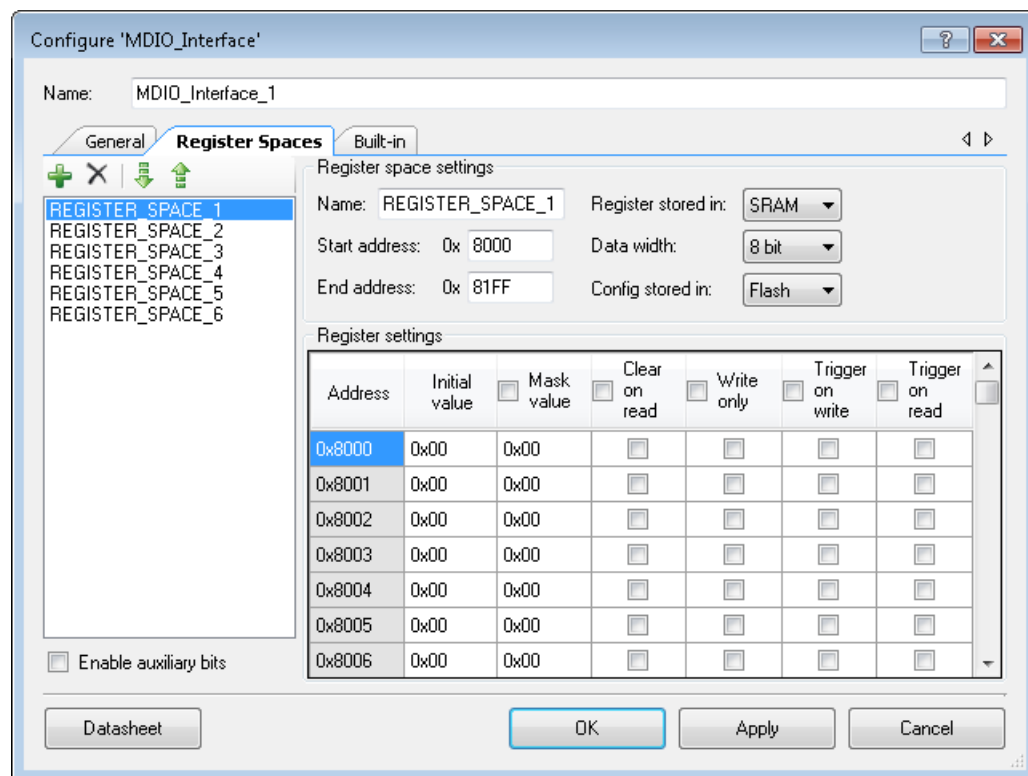 Configure 'MDIO_Interface'
Name: MDIO_Interface_1
General Register Spaces Built-in
REGISTER_SPACE_1
REGISTER_SPACE_2
REGISTER_SPACE_3
REGISTER_SPACE_4
REGISTER_SPACE_5
REGISTER_SPACE_6
Enable auxiliary bits
Register space settings
Name: REGISTER_SPACE_1 Register stored in: SRAM
Start address: 0x 8000 Data width: 8 bit
End address: 0x 81FF Config stored in: Flash
Register settings
Address Initial value Mask value Clear on read Write only Trigger on write Trigger on read
0x8000 0x00 0x00
0x8001 0x00 0x00
0x8002 0x00 0x00
0x8003 0x00 0x00
0x8004 0x00 0x00
0x8005 0x00 0x00
0x8006 0x00 0x00
Datasheet OK Apply Cancel